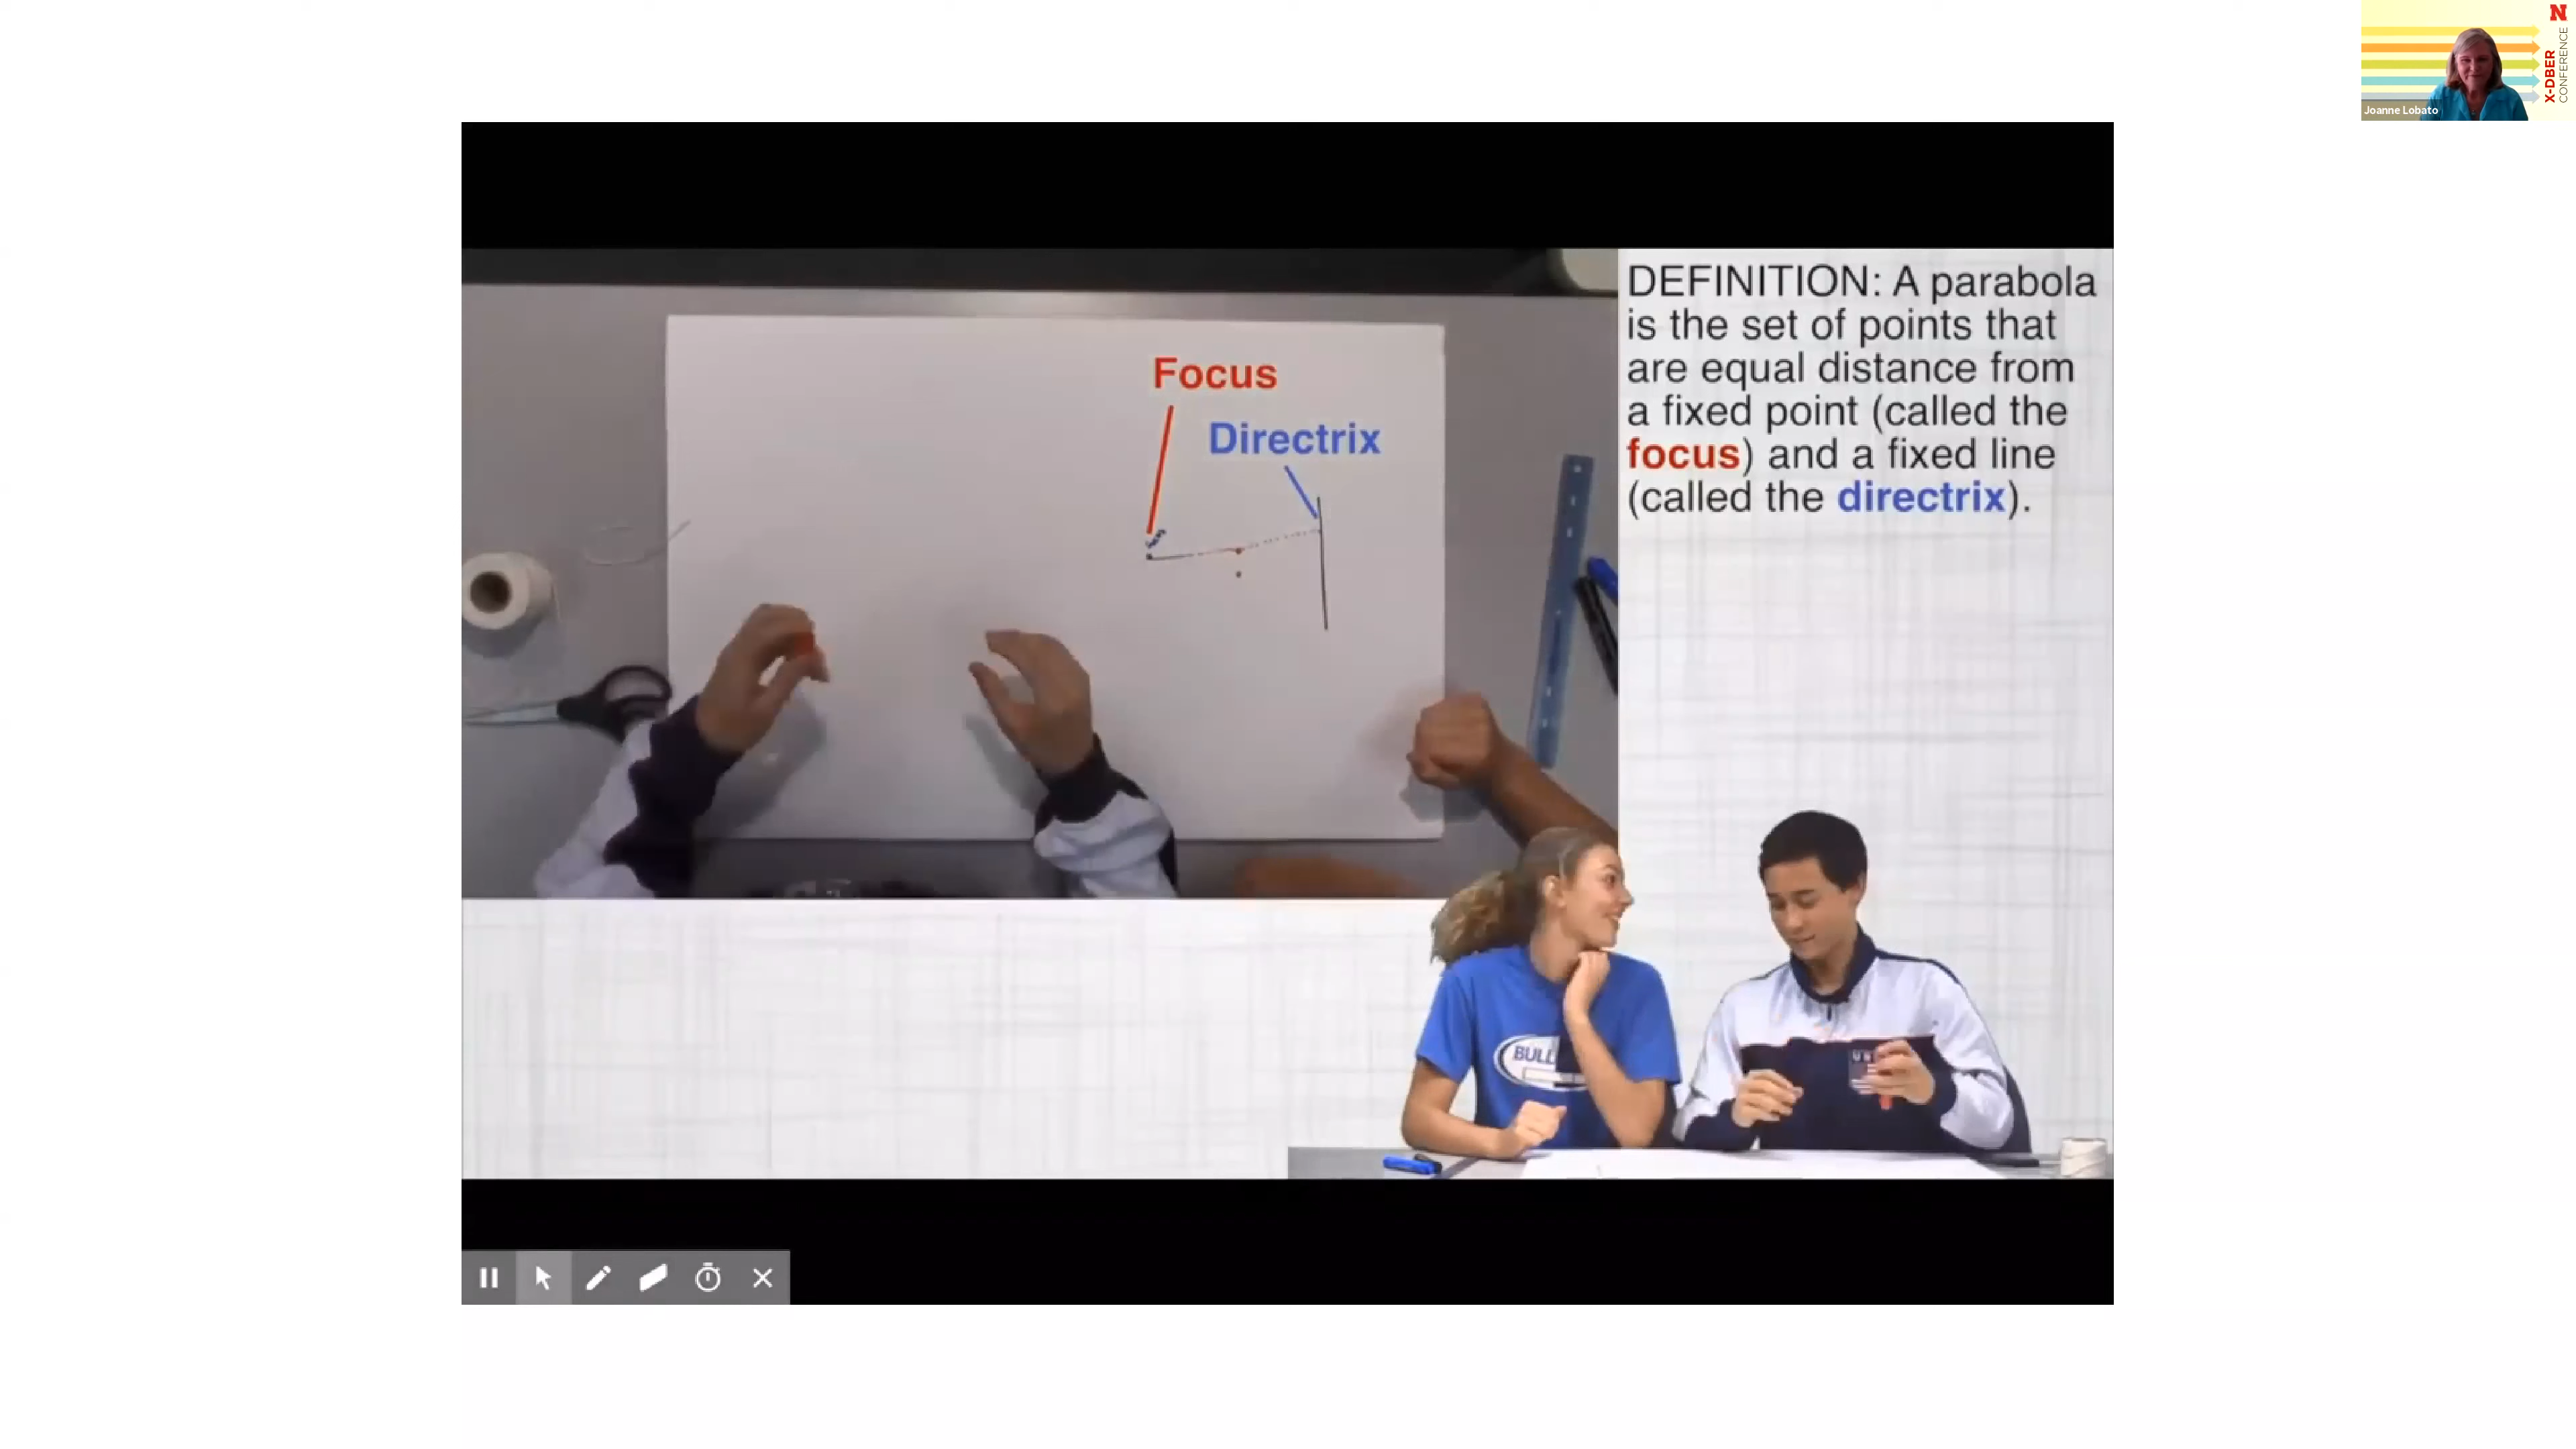 N
X-DBER
CONFERENCE
Joanne Lobato
Focus
Directrix
DEFINITION: A parabola
is the set of points that
are equal distance from
a fixed point (called the
focus) and a fixed line
(called the directrix).
BULL